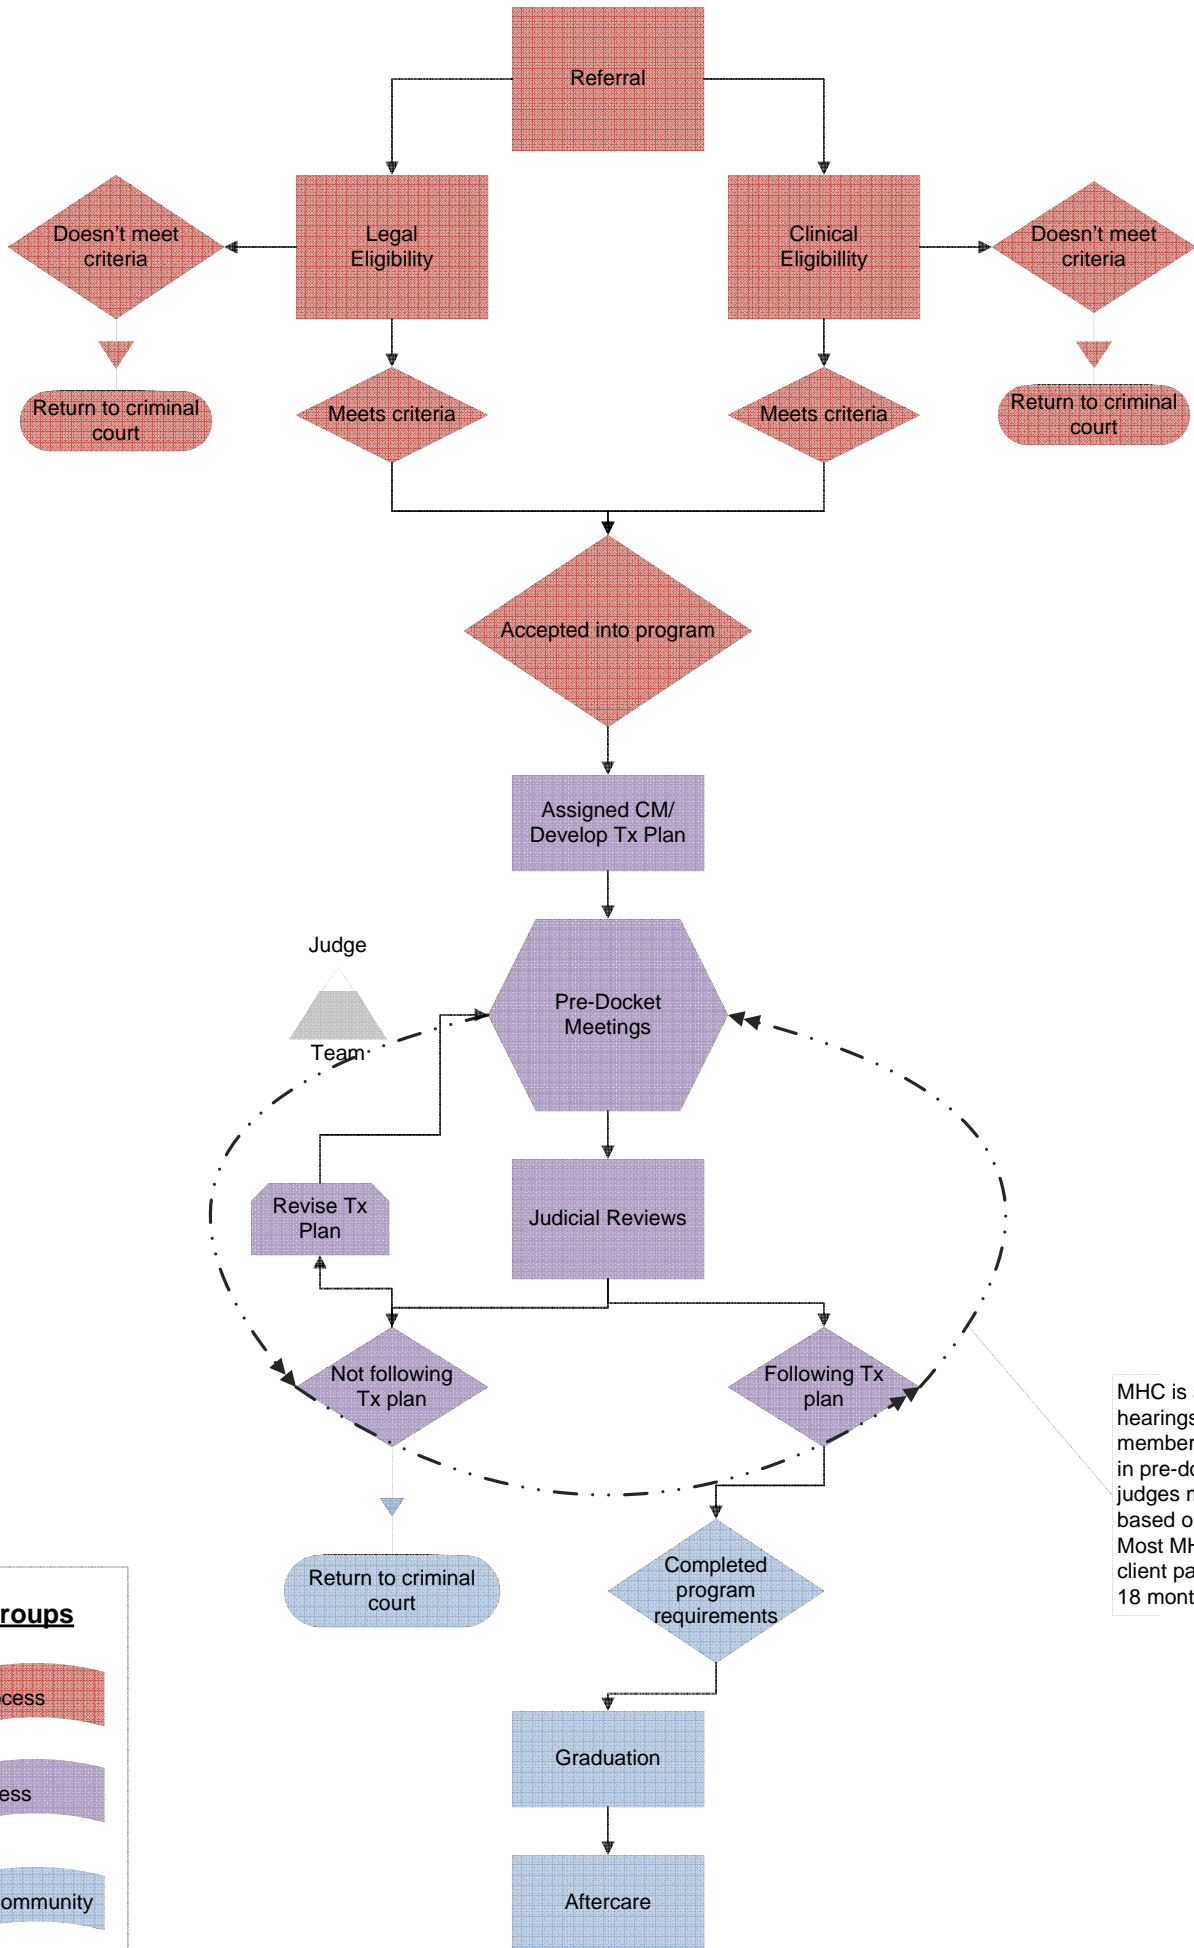 Referral
Doesn't meet
criteria
Legal
Eligibility
Clinical
Eligibillity
Doesn't meet
criteria
Return to criminal
court
Meets criteria
Meets criteria
Return to criminal
court
Accepted into program
Assigned CM/
Develop Tx Plan
Judge
Team
Pre-Docket
Meetings
Revise Tx
Plan
Judicial Reviews
Not following
Tx plan
Following Tx
plan
MHC is
hearings
member
in pre-do
judges
based o
Most MH
client pa
18 mont
Return to criminal
court
Completed
program
requirements
roups
cess
ess
ommunity
Graduation
Aftercare